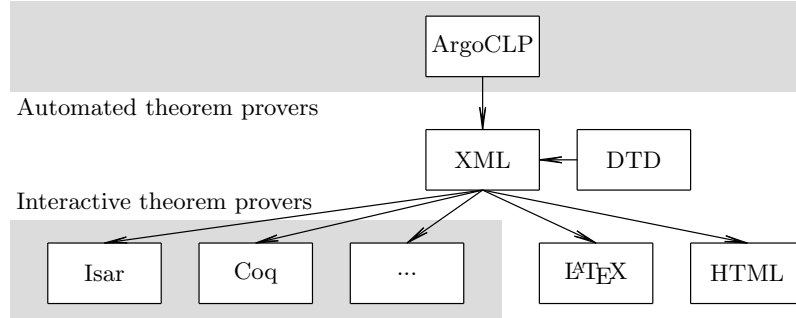 ArgoCLP
Automated theorem provers
XML
DTD
Interactive theorem provers
Isar
Coq
...
LATEX
HTML